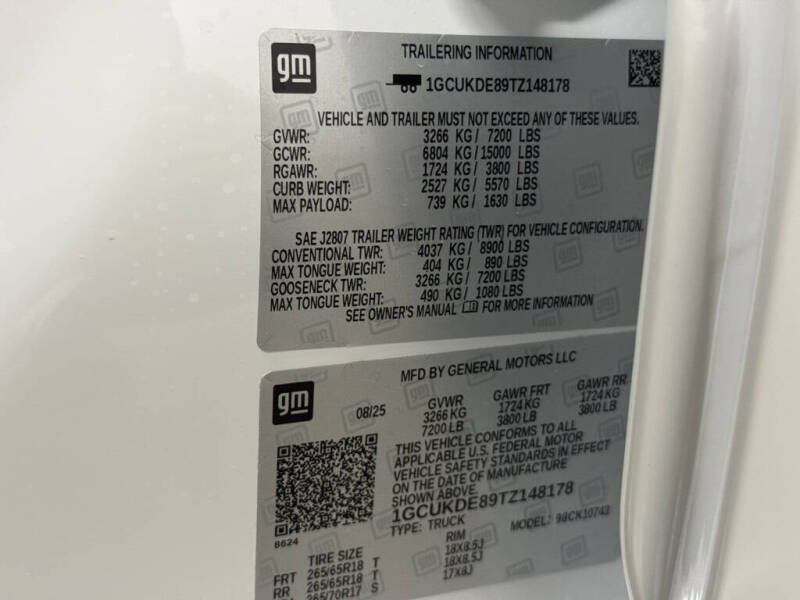 gm
TRAILERING INFORMATION
1GCUKDE89TZ148178
VEHICLE AND TRAILER MUST NOT EXCEED ANY OF THESE VALUES.
GVWR: 3266 KG/ 7200 LBS
GCWR: 6804 KG/ 15000 LBS
RGAWR: 1724 KG/ 3800 LBS
CURB WEIGHT: 2527 KG/ 5570 LBS
MAX PAYLOAD: 739 KG/ 1630 LBS
SAE J2807 TRAILER WEIGHT RATING (TWR) FOR VEHICLE CONFIGURATION.
CONVENTIONAL TWR: 4037 KG/ 8900 LBS
MAX TONGUE WEIGHT: 404 KG/ 890 LBS
GOOSENECK TWR: 3266 KG/ 7200 LBS
MAX TONGUE WEIGHT: 490 KG/ 1080 LBS
SEE OWNER'S MANUAL FOR MORE INFORMATION
gm
MFD BY GENERAL MOTORS LLC
08/25 GVWR GAWR FRT GAWR RR
3266 KG 1724 KG 1724 KG
7200 LB 3800 LB 3800 LB
THIS VEHICLE CONFORMS TO ALL
APPLICABLE U.S. FEDERAL MOTOR
VEHICLE SAFETY STANDARDS IN EFFECT
ON THE DATE OF MANUFACTURE
SHOWN ABOVE.
1GCUKDE89TZ148178
TYPE: TRUCK MODEL: 98CK10743
8624
TIRE SIZE RIM
FRT 265/65R18 T 18X8.5J
RR 265/65R18 T 18X8.5J
265/70R17 S 17X8J